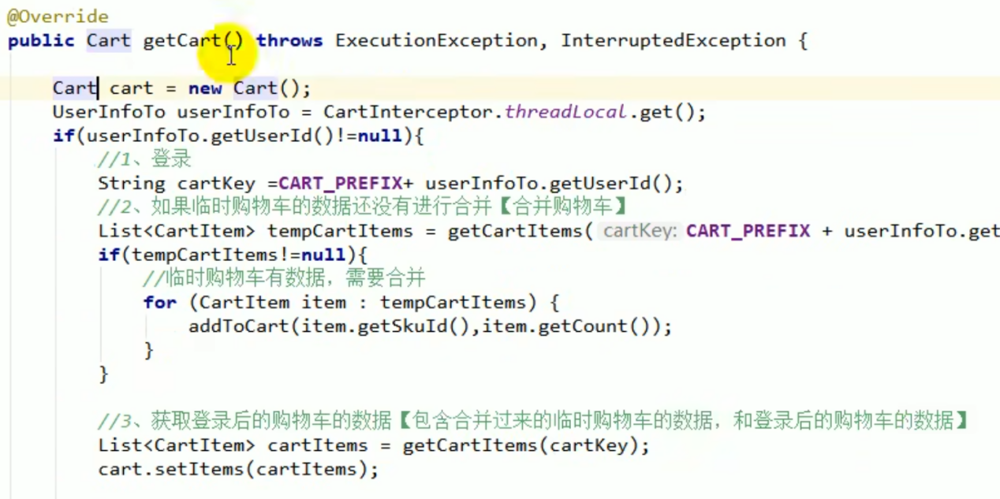 @Override
public Cart getCart() throws ExecutionException, InterruptedException {
Cart cart = new Cart();
UserInfoTo userInfoTo = CartInterceptor.threadLocal.get();
if(userInfoTo.getUserId()!=null){
//1、登录
String cartKey =CART_PREFIX+ userInfoTo.getUserId();
//2、如果临时购物车的数据还没有进行合并【合并购物车】
List<CartItem> tempCartItems = getCartItems( cartKey: CART_PREFIX + userInfoTo.get
if(tempCartItems!=null){
//临时购物车有数据，需要合并
for (CartItem item : tempCartItems) {
addToCart(item.getSkuId(),item.getCount());
}
}
//3、获取登录后的购物车的数据【包含合并过来的临时购物车的数据，和登录后的购物车的数据】
List<CartItem> cartItems = getCartItems(cartKey);
cart.setItems(cartItems);